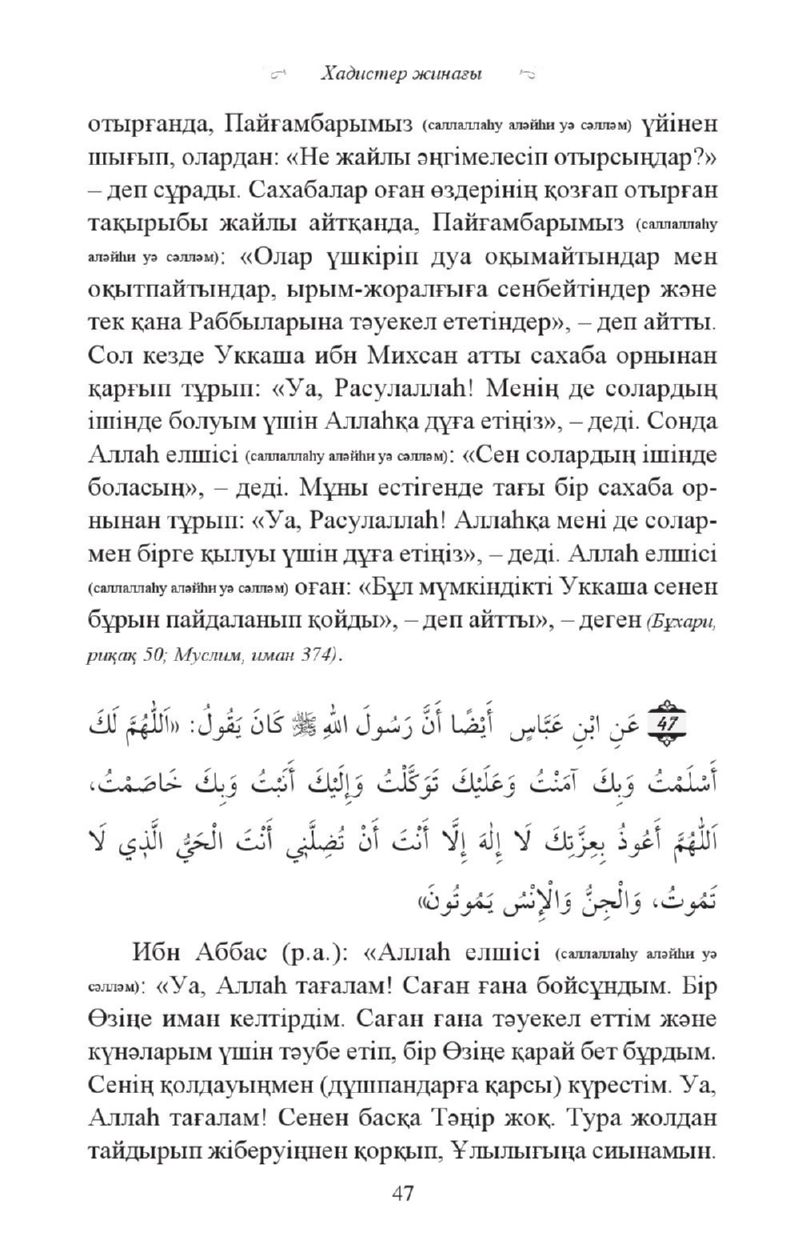 Хадистер жинағы
отырғанда, Пайғамбарымыз (саллаллаһу аләйһи уә сәлләм) үйінен
шығып, олардан: «Не жайлы әңгімелесіп отырсыңдар?»
– деп сұрады. Сахабалар оған өздерінің қозғап отырған
тақырыбы жайлы айтқанда, Пайғамбарымыз (саллаллаһу
аләйһи уә сәлләм): «Олар үшкіріп дуа оқымайтындар мен
оқытпайтындар, ырым-жоралғыға сенбейтіндер және
тек қана Раббыларына тәуекел ететіндер», – деп айтты.
Сол кезде Уккаша ибн Михсан атты сахаба орнынан
қарғып тұрып: «Уа, Расулаллаһ! Менің де солардың
ішінде болуым үшін Аллаһқа дұға етіңіз», – деді. Сонда
Аллаһ елшісі (саллаллаһу аләйһи уә сәлләм): «Сен солардың ішінде
боласың», – деді. Мұны естігенде тағы бір сахаба ор-
нынан тұрып: «Уа, Расулаллаһ! Аллаһқа мені де солар-
мен бірге қылуы үшін дұға етіңіз», – деді. Аллаһ елшісі
(саллаллаһу аләйһи уә сәлләм) оған: «Бұл мүмкіндікті Уккаша сенен
бұрын пайдаланып қойды», – деп айтты», – деген (Бұхари,
риқақ 50; Муслим, иман 374).
47 عَنِ ابْنِ عَبَّاسٍ أَيْضًا أَنَّ رَسُولَ اللهِ ﷺ كَانَ يَقُولُ: «اَللّٰهُمَّ لَكَ
أَسْلَمْتُ وَبِكَ آمَنْتُ وَعَلَيْكَ تَوَكَّلْتُ وَإِلَيْكَ أَنَبْتُ وَبِكَ خَاصَمْتُ،
اَللّٰهُمَّ أَعُوذُ بِعِزَّتِكَ لَا إِلٰهَ إِلَّا أَنْتَ أَنْ تُضِلَّنِي أَنْتَ الْحَيُّ الَّذِي لَا
تَمُوتُ، وَالْجِنُّ وَالْإِنْسُ يَمُوتُونَ»
Ибн Аббас (р.а.): «Аллаһ елшісі (саллаллаһу аләйһи уә
сәлләм): «Уа, Аллаһ тағалам! Саған ғана бойсұндым. Бір
Өзіңе иман келтірдім. Саған ғана тәуекел еттім және
күнәларым үшін тәубе етіп, бір Өзіңе қарай бет бұрдым.
Сенің қолдауыңмен (дұшпандарға қарсы) күрестім. Уа,
Аллаһ тағалам! Сенен басқа Тәңір жоқ. Тура жолдан
тайдырып жіберуіңнен қорқып, Ұлылығыңа сиынамын.
47